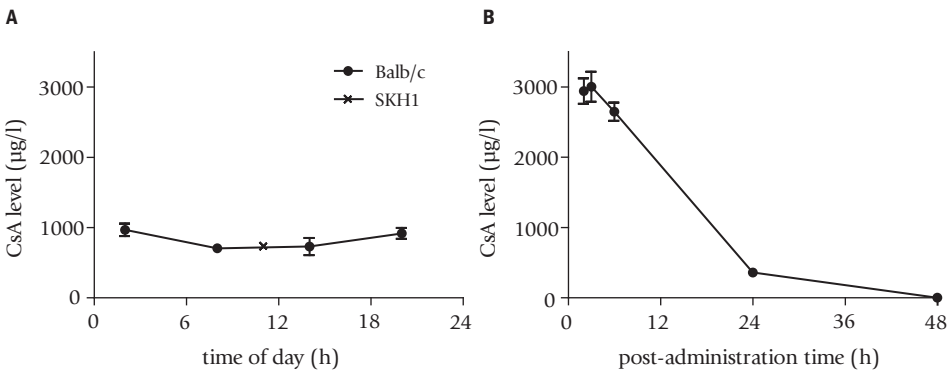 A
CsA level (µg/l)
3000
2000
1000
0
0 6 12 18 24
time of day (h)
Balb/c
SKH1
B
CsA level (µg/l)
3000
2000
1000
0
0 12 24 36 48
post-administration time (h)